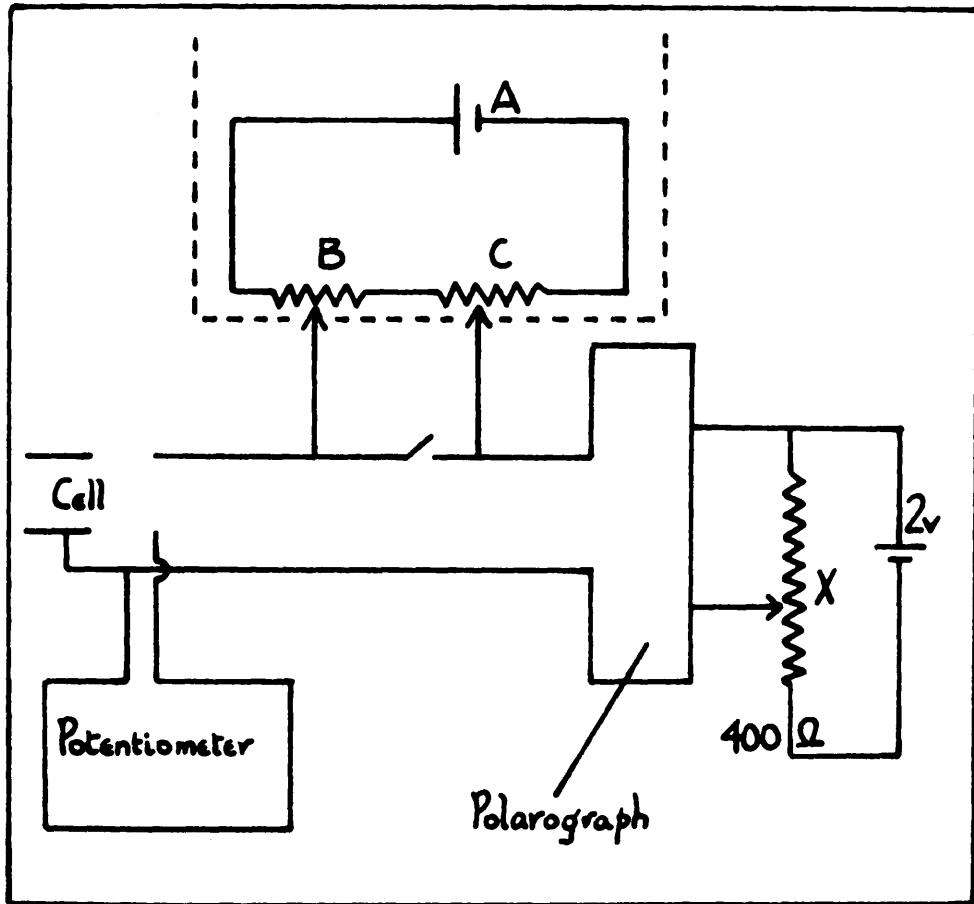 A
B
C
Cell
2v
X
400 Ω
Potentiometer
Polarograph